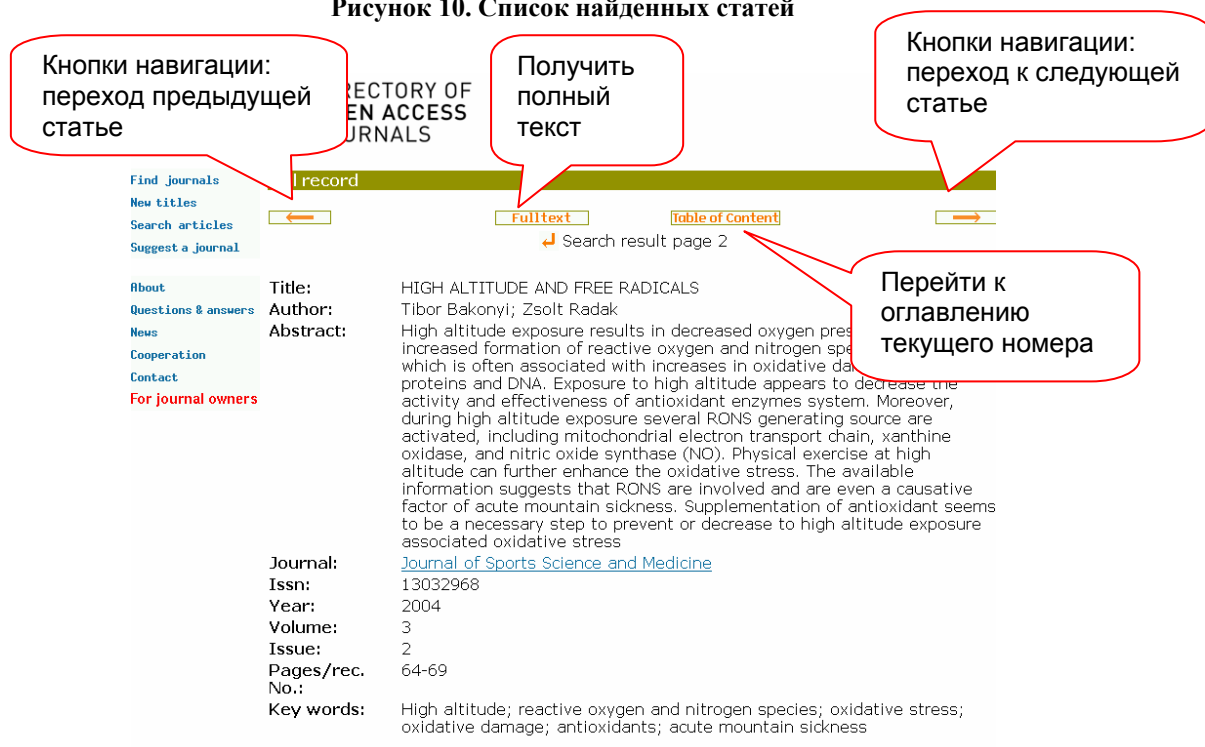 Рисунок 10. Список найденных статей
Кнопки навигации:
переход предыдущей
статье
Получить
полный
текст
Кнопки навигации:
переход к следующей
статье
RECTORY OF
EN ACCESS
URNALS
Find journals
New titles
Search articles
Suggest a journal
About
Questions & answers
News
Cooperation
Contact
For journal owners
record
←
Fulltext
Table of Content
→
Search result page 2
Перейти к
оглавлению
текущего номера
Title: HIGH ALTITUDE AND FREE RADICALS
Author: Tibor Bakonyi; Zsolt Radak
Abstract: High altitude exposure results in decreased oxygen pres
increased formation of reactive oxygen and nitrogen spe
which is often associated with increases in oxidative da
proteins and DNA. Exposure to high altitude appears to decrease the
activity and effectiveness of antioxidant enzymes system. Moreover,
during high altitude exposure several RONS generating source are
activated, including mitochondrial electron transport chain, xanthine
oxidase, and nitric oxide synthase (NO). Physical exercise at high
altitude can further enhance the oxidative stress. The available
information suggests that RONS are involved and are even a causative
factor of acute mountain sickness. Supplementation of antioxidant seems
to be a necessary step to prevent or decrease to high altitude exposure
associated oxidative stress
Journal: Journal of Sports Science and Medicine
Issn: 13032968
Year: 2004
Volume: 3
Issue: 2
Pages/rec. 64-69
No.:
Key words: High altitude; reactive oxygen and nitrogen species; oxidative stress;
oxidative damage; antioxidants; acute mountain sickness